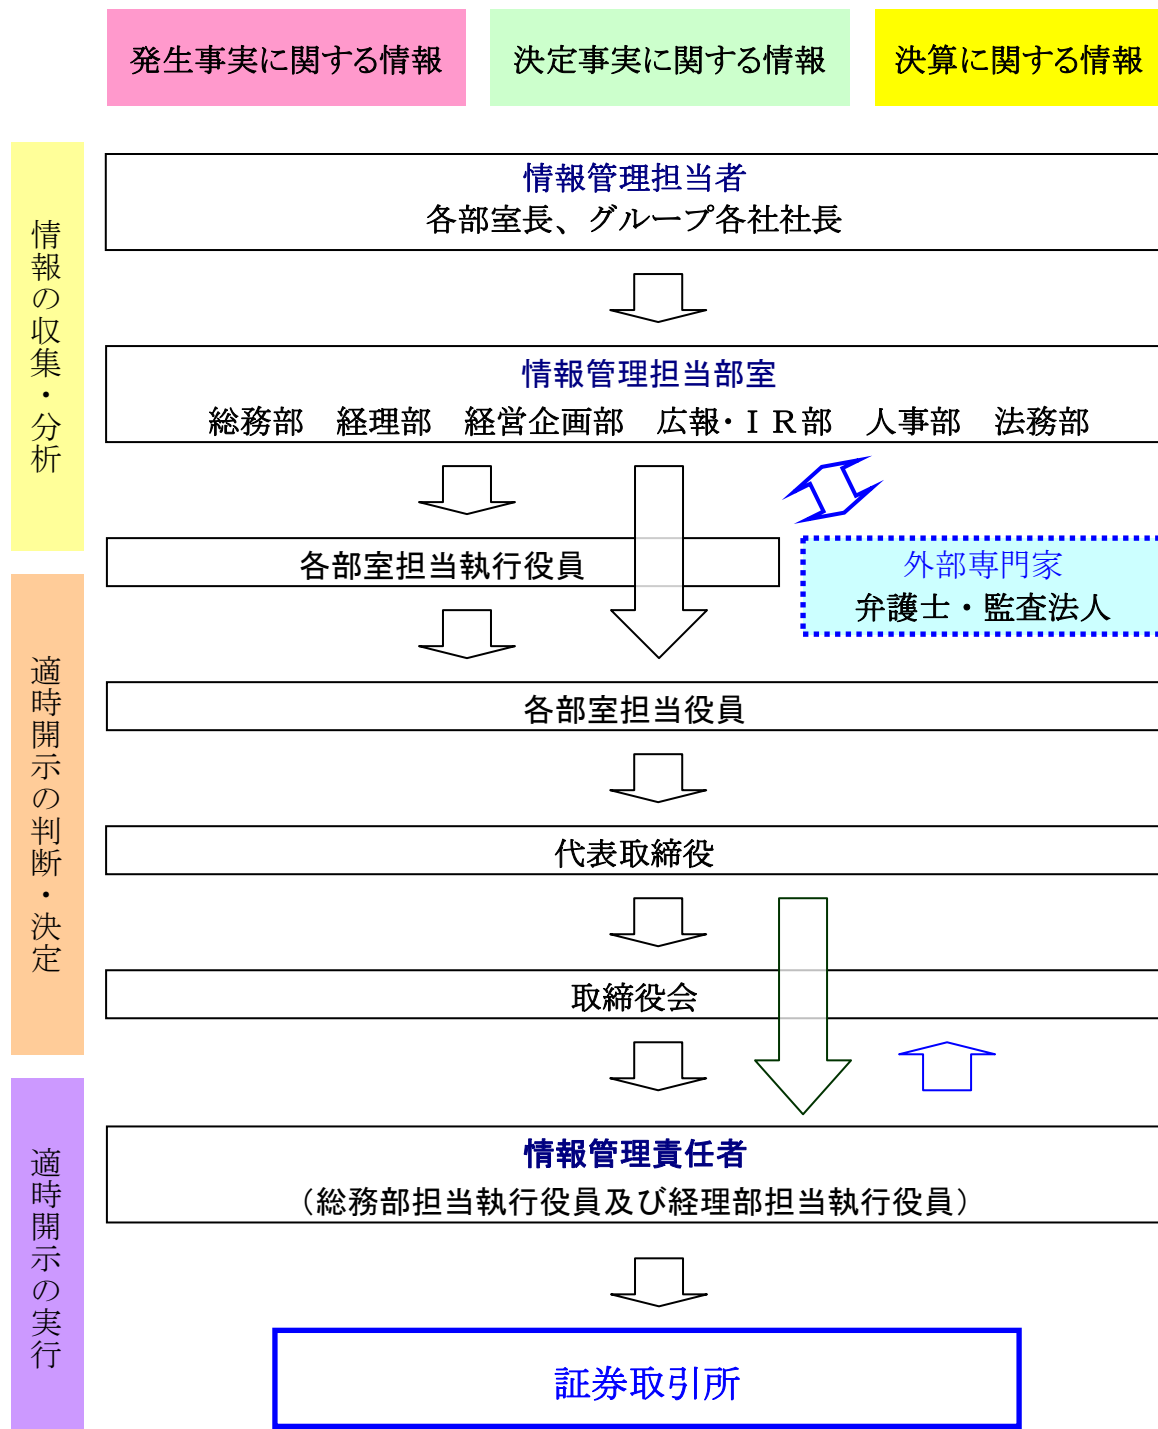 発生事実に関する情報
決定事実に関する情報
決算に関する情報
情報の収集・分析
情報管理担当者
各部室長、グループ各社社長
情報管理担当部室
総務部　経理部　経営企画部　広報・ＩＲ部　人事部　法務部
各部室担当執行役員
外部専門家
弁護士・監査法人
適時開示の判断・決定
各部室担当役員
代表取締役
取締役会
適時開示の実行
情報管理責任者
（総務部担当執行役員及び経理部担当執行役員）
証券取引所